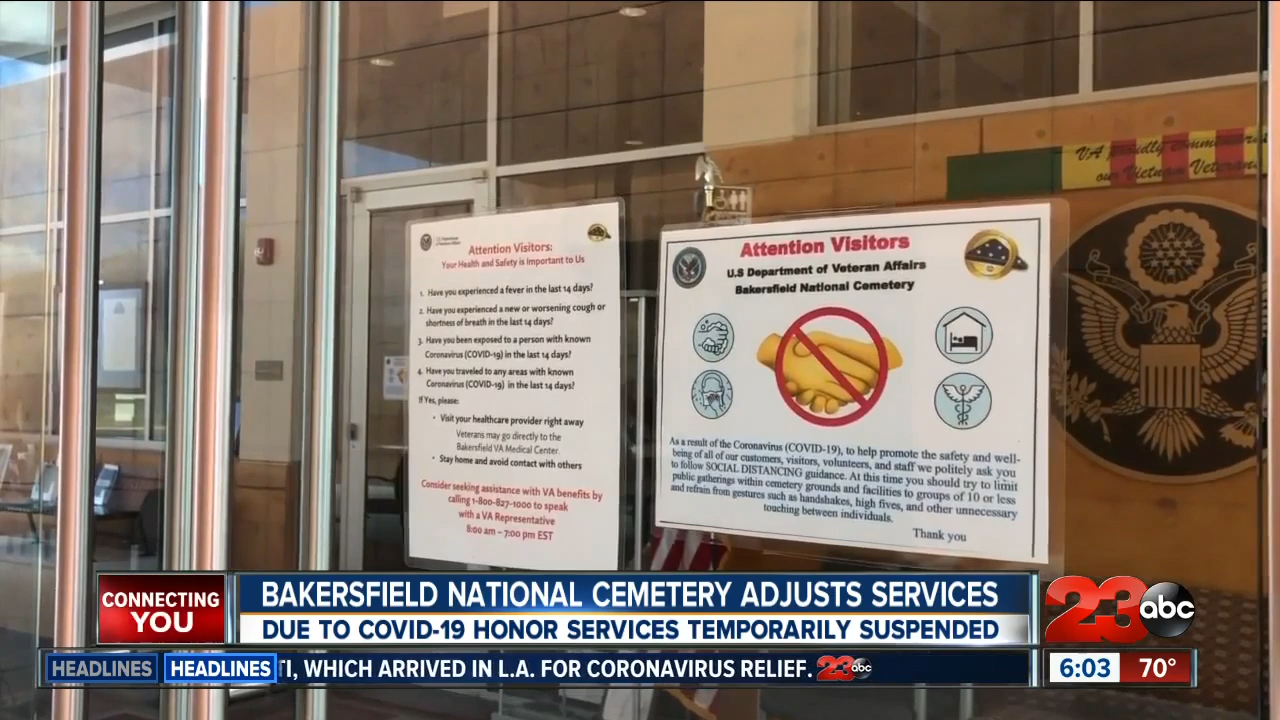 VA proudly commemorates
our Vietnam Veterans
U.S. Department
of Veterans Affairs
Attention Visitors:
Your Health and Safety is Important to Us
1. Have you experienced a fever in the last 14 days?
2. Have you experienced a new or worsening cough or
shortness of breath in the last 14 days?
3. Have you been exposed to a person with known
Coronavirus (COVID-19) in the last 14 days?
4. Have you traveled to any areas with known
Coronavirus (COVID-19) in the last 14 days?
If Yes, please:
• Visit your healthcare provider right away
Veterans may go directly to the
Bakersfield VA Medical Center.
• Stay home and avoid contact with others
Consider seeking assistance with VA benefits by
calling 1-800-827-1000 to speak
with a VA Representative
8:00 am – 7:00 pm EST
Attention Visitors
U.S Department of Veteran Affairs
Bakersfield National Cemetery
As a result of the Coronavirus (COVID-19), to help promote the safety and well-
being of all of our customers, visitors, volunteers, and staff we politely ask you
to follow SOCIAL DISTANCING guidance. At this time you should try to limit
public gatherings within cemetery grounds and facilities to groups of 10 or less
and refrain from gestures such as handshakes, high fives, and other unnecessary
touching between individuals.
Thank you
CONNECTING
YOU
BAKERSFIELD NATIONAL CEMETERY ADJUSTS SERVICES
DUE TO COVID-19 HONOR SERVICES TEMPORARILY SUSPENDED
23 abc
HEADLINES HEADLINES TI, WHICH ARRIVED IN L.A. FOR CORONAVIRUS RELIEF. 23 abc
6:03 70°